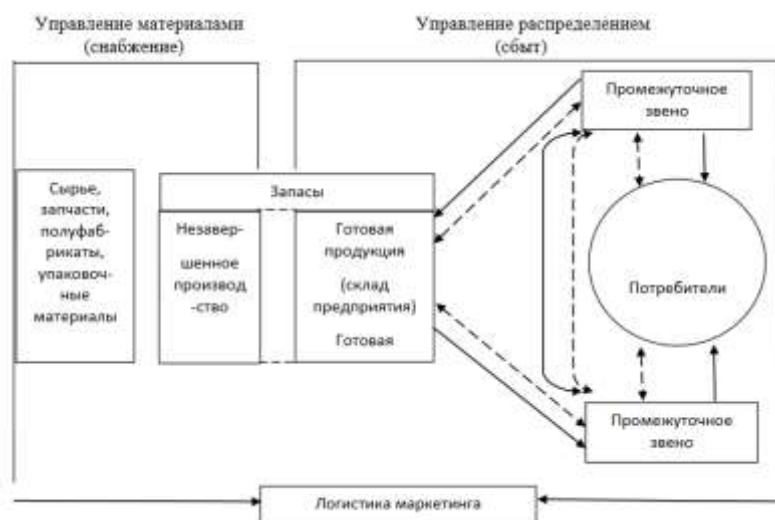 Управление материалами
(снабжение)
Управление распределением
(сбыт)
Промежуточное
звено
Сырье,
запчасти,
полуфаб-
рикаты,
упаковоч-
ные
материалы
Запасы
Незавер-
шенное
производ
-ство
Готовая
продукция
(склад
предприятия)
Готовая
Потребители
Промежуточное
звено
Логистика маркетинга